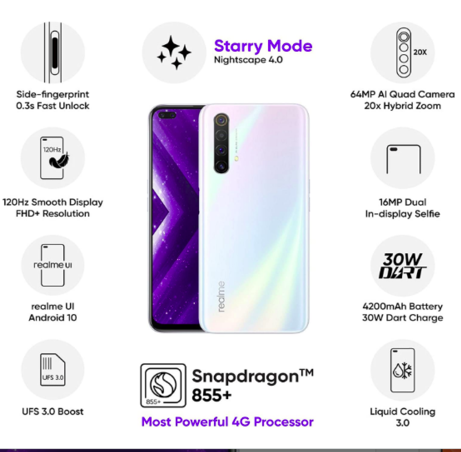 Starry Mode
Nightscape 4.0
20X
Side-fingerprint
0.3s Fast Unlock
64MP AI Quad Camera
20x Hybrid Zoom
120Hz
120Hz Smooth Display
FHD+ Resolution
16MP Dual
In-display Selfie
realme UI
realme UI
Android 10
realme
30W
DART
4200mAh Battery
30W Dart Charge
UFS 3.0
UFS 3.0 Boost
855+
Snapdragon™
855+
Most Powerful 4G Processor
Liquid Cooling
3.0